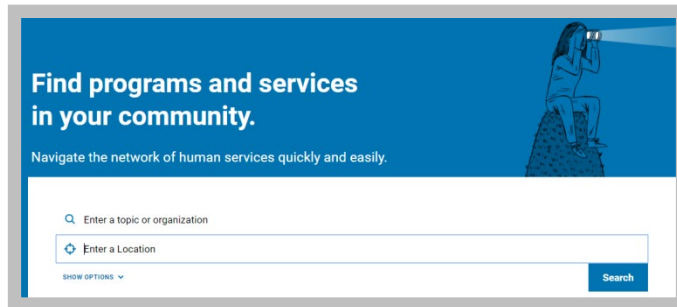 Find programs and services
in your community.
Navigate the network of human services quickly and easily.
Enter a topic or organization
Enter a Location
SHOW OPTIONS
Search